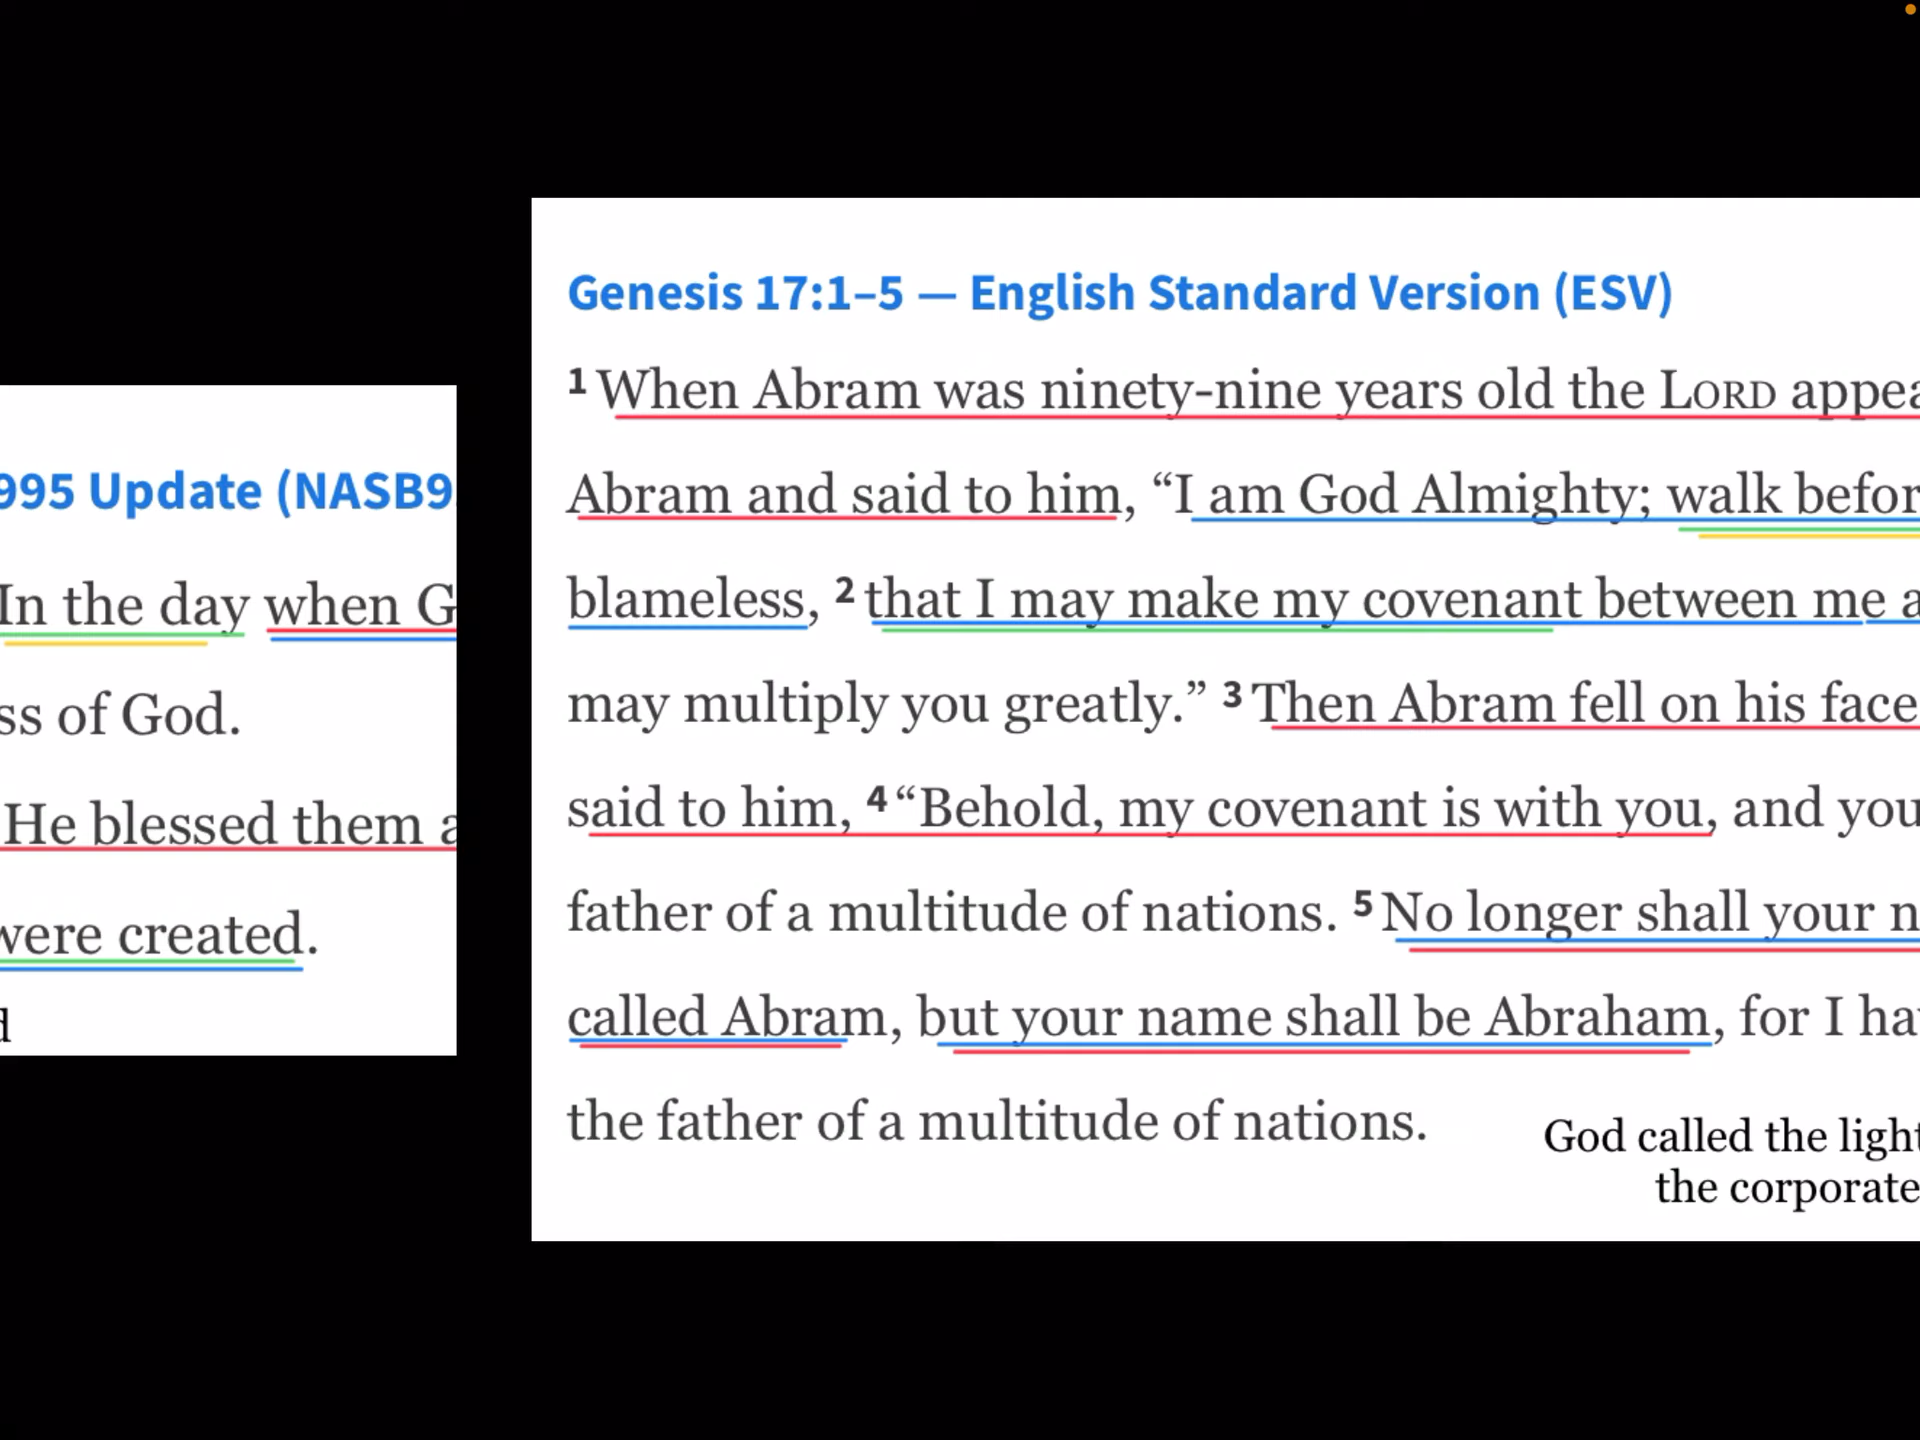 995 Update (NASB9
In the day when G
ss of God.
He blessed them a
were created.
d
Genesis 17:1–5 — English Standard Version (ESV)
1 When Abram was ninety-nine years old the LORD appea
Abram and said to him, “I am God Almighty; walk befor
blameless, 2 that I may make my covenant between me a
may multiply you greatly.” 3 Then Abram fell on his face
said to him, 4 “Behold, my covenant is with you, and you
father of a multitude of nations. 5 No longer shall your n
called Abram, but your name shall be Abraham, for I hav
the father of a multitude of nations.
God called the light
the corporate